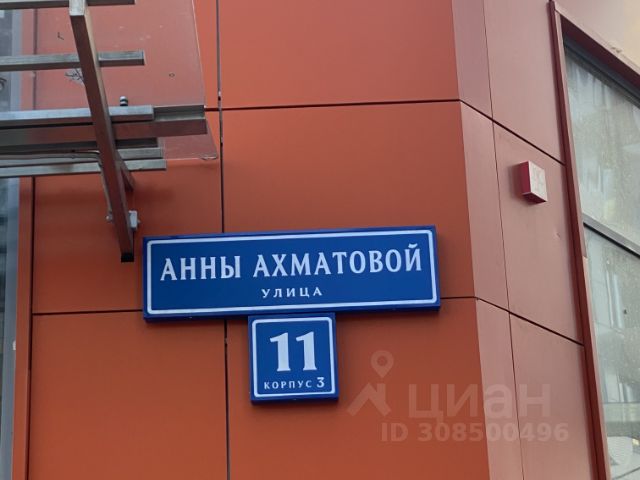 АННЫ АХМАТОВОЙ
УЛИЦА
11
КОРПУС 3
циан
ID 308500496